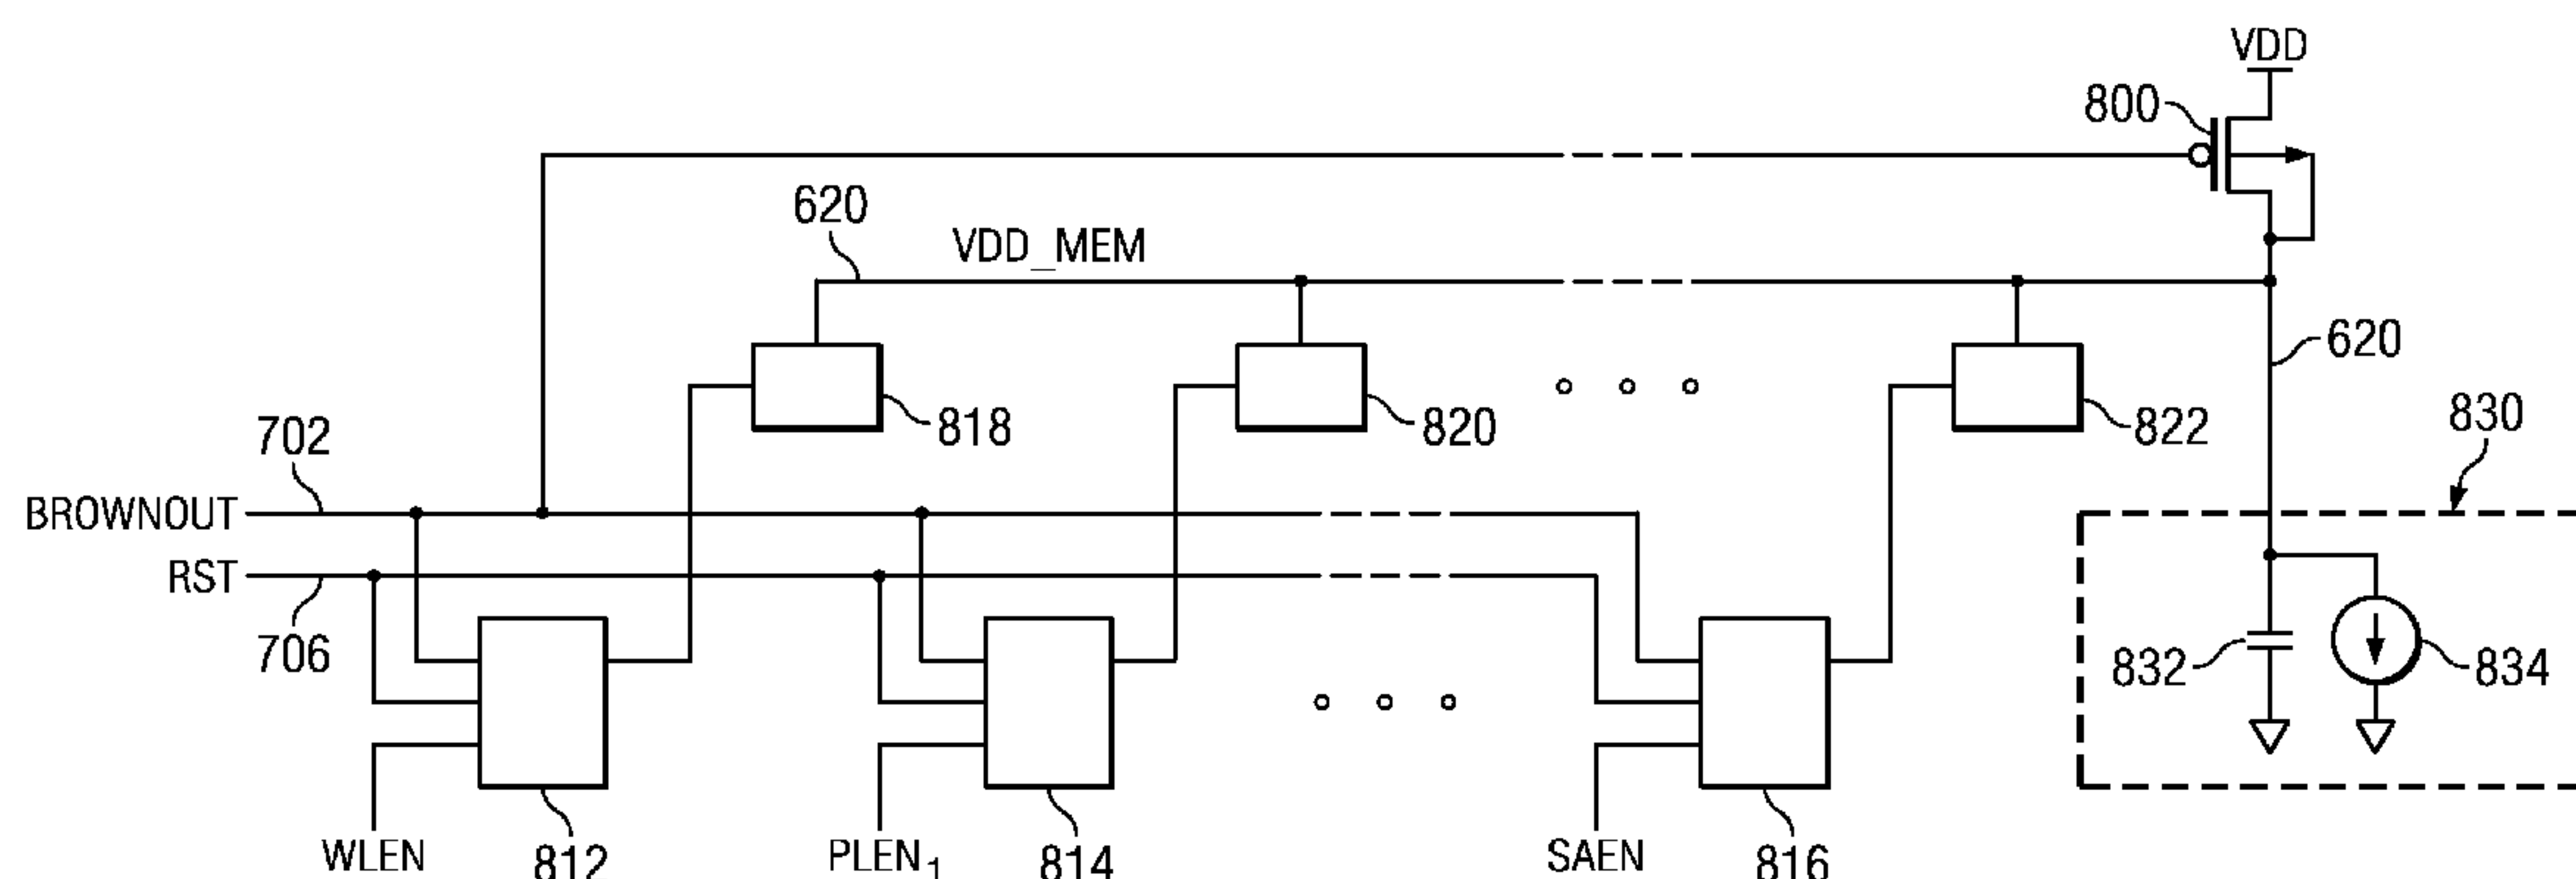 VDD
800
620
VDD_MEM
620
818
820
822
830
702
BROWNOUT
RST
706
832
834
WLEN
812
PLEN1
814
SAEN
816